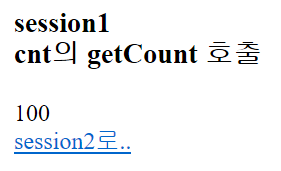 session1
cnt의 getCount 호출
100
session2로..